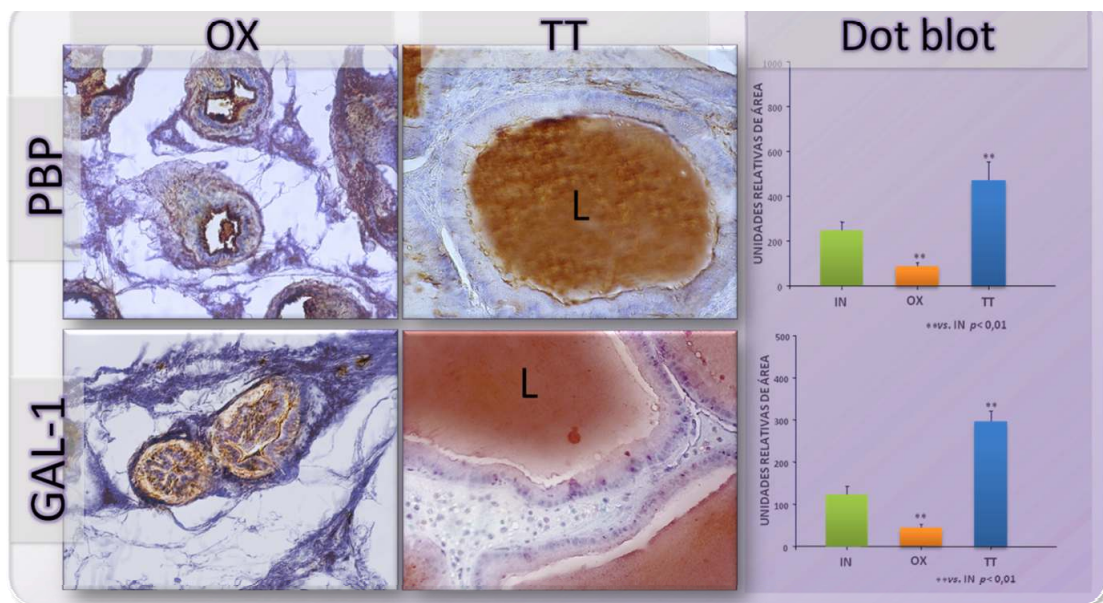 OX
TT
Dot blot
PBP
L
UNIDADES RELATIVAS DE ÁREA
1000
800
600
400
200
0
**
**
IN
OX
TT
**vs. IN p< 0,01
GAL-1
L
UNIDADES RELATIVAS DE ÁREA
500
400
300
200
100
0
**
**
IN
OX
TT
**vs. IN p< 0,01